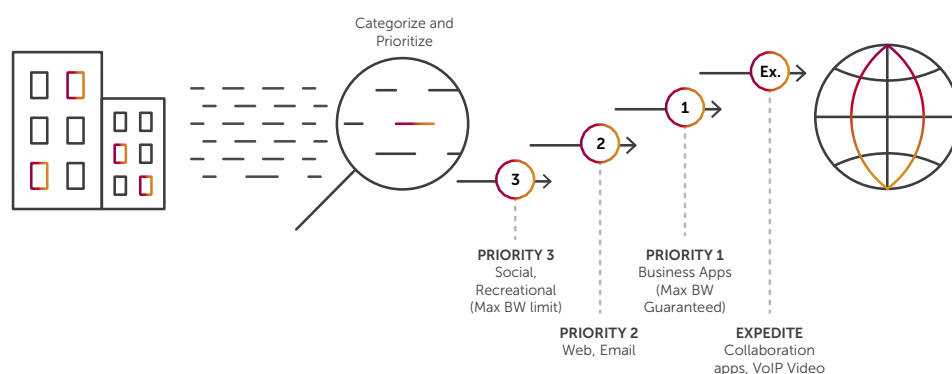 Categorize and
Prioritize
Ex.
1
2
3
PRIORITY 3
Social,
Recreational
(Max BW limit)
PRIORITY 2
Web, Email
PRIORITY 1
Business Apps
(Max BW
Guaranteed)
EXPEDITE
Collaboration
apps, VoIP Video